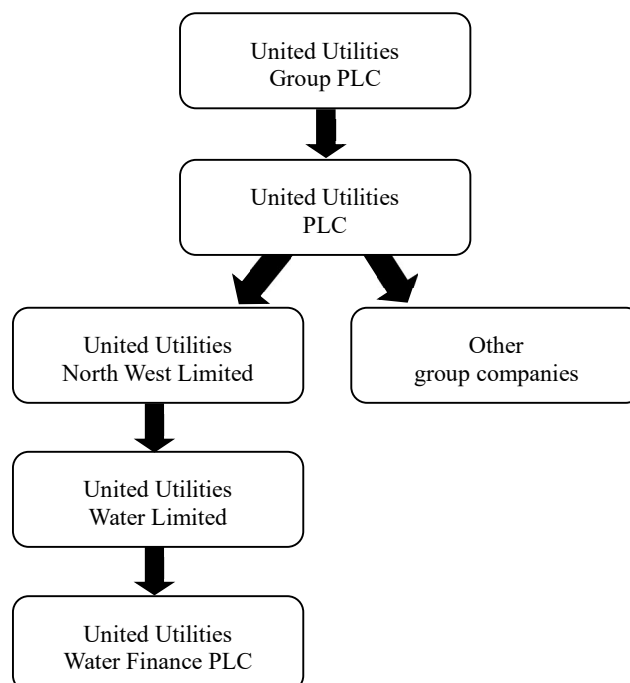 United Utilities
Group PLC
United Utilities
PLC
United Utilities
North West Limited
Other
group companies
United Utilities
Water Limited
United Utilities
Water Finance PLC